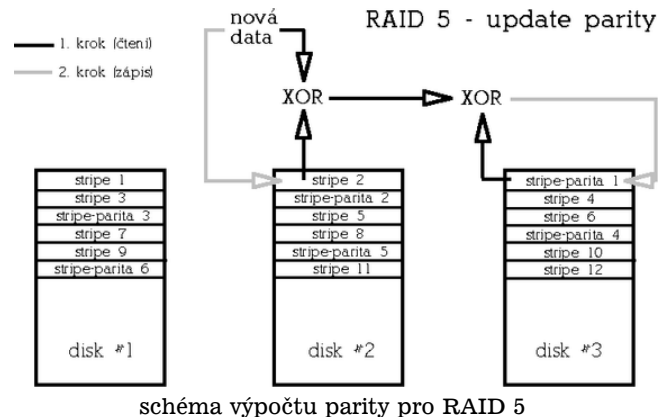 RAID 5 - update parity
nová
data
1. krok (čtení)
2. krok (zápis)
XOR
XOR
stripe 1
stripe 3
stripe-parita 3
stripe 7
stripe 9
stripe-parita 6
disk #1
stripe 2
stripe-parita 2
stripe 5
stripe 8
stripe-parita 5
stripe 11
disk #2
stripe-parita 1
stripe 4
stripe 6
stripe-parita 4
stripe 10
stripe 12
disk #3
schéma výpočtu parity pro RAID 5